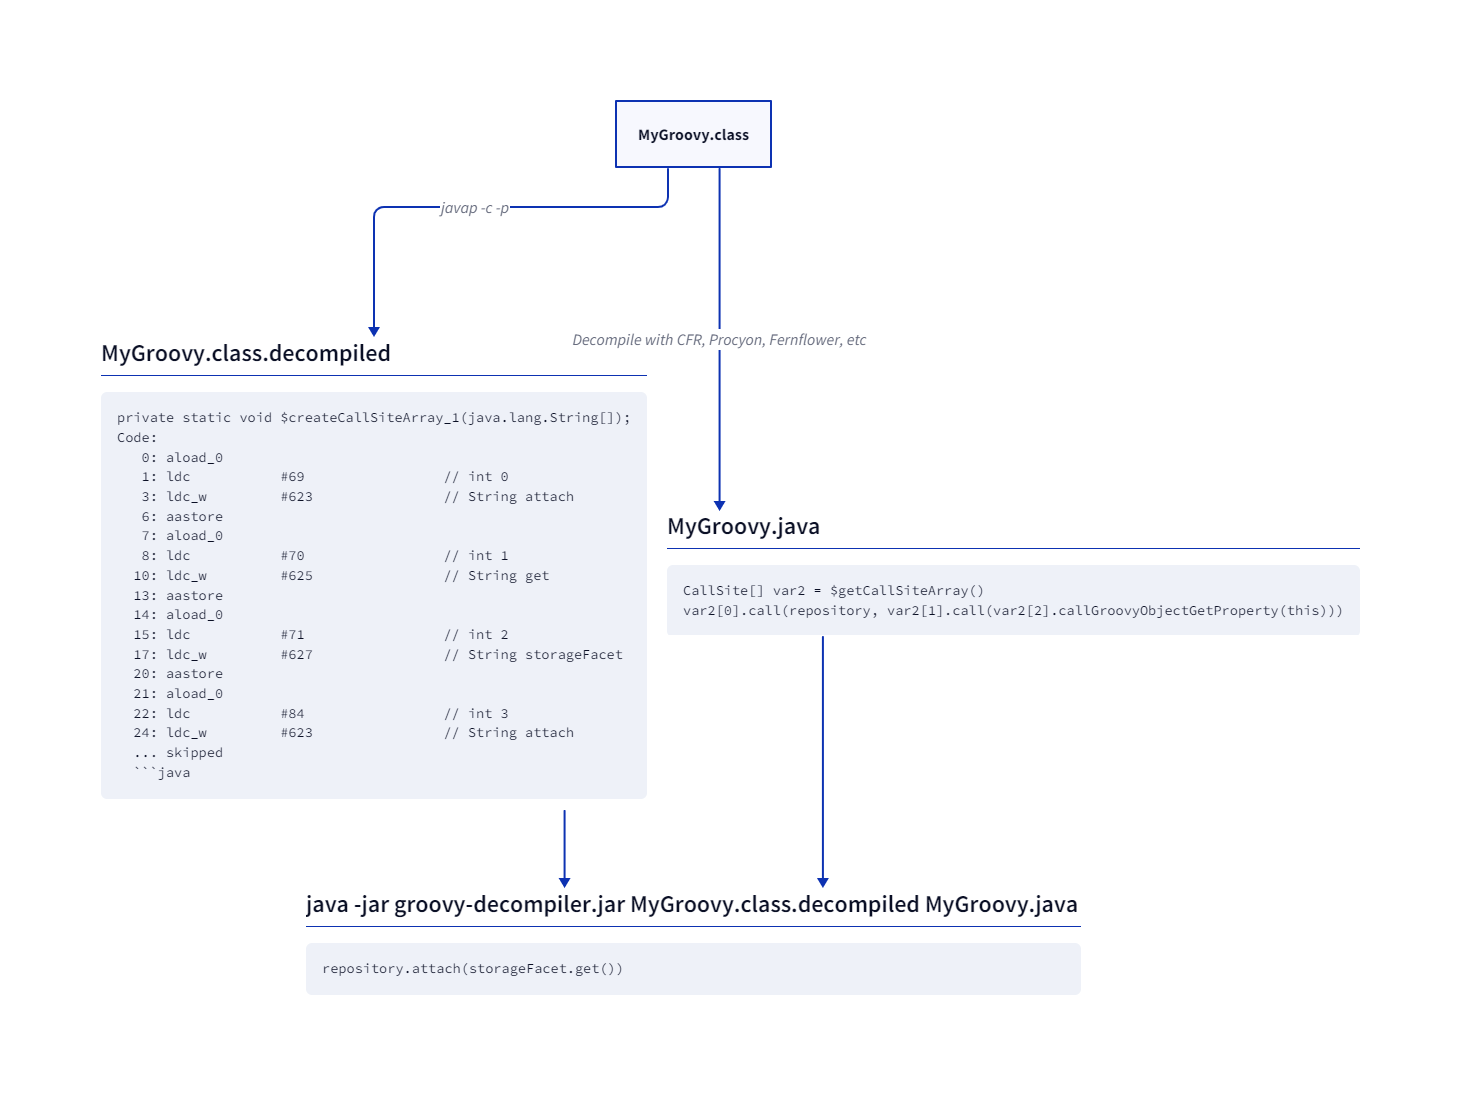 MyGroovy.class
javap -c -p
Decompile with CFR, Procyon, Fernflower, etc
MyGroovy.class.decompiled
private static void $createCallSiteArray_1(java.lang.String[]);
Code:
   0: aload_0
   1: ldc           #69                 // int 0
   3: ldc_w         #623                // String attach
   6: aastore
   7: aload_0
   8: ldc           #70                 // int 1
  10: ldc_w         #625                // String get
  13: aastore
  14: aload_0
  15: ldc           #71                 // int 2
  17: ldc_w         #627                // String storageFacet
  20: aastore
  21: aload_0
  22: ldc           #84                 // int 3
  24: ldc_w         #623                // String attach
  ... skipped
  ```java
MyGroovy.java
CallSite[] var2 = $getCallSiteArray()
var2[0].call(repository, var2[1].call(var2[2].callGroovyObjectGetProperty(this)))
java -jar groovy-decompiler.jar MyGroovy.class.decompiled MyGroovy.java
repository.attach(storageFacet.get())